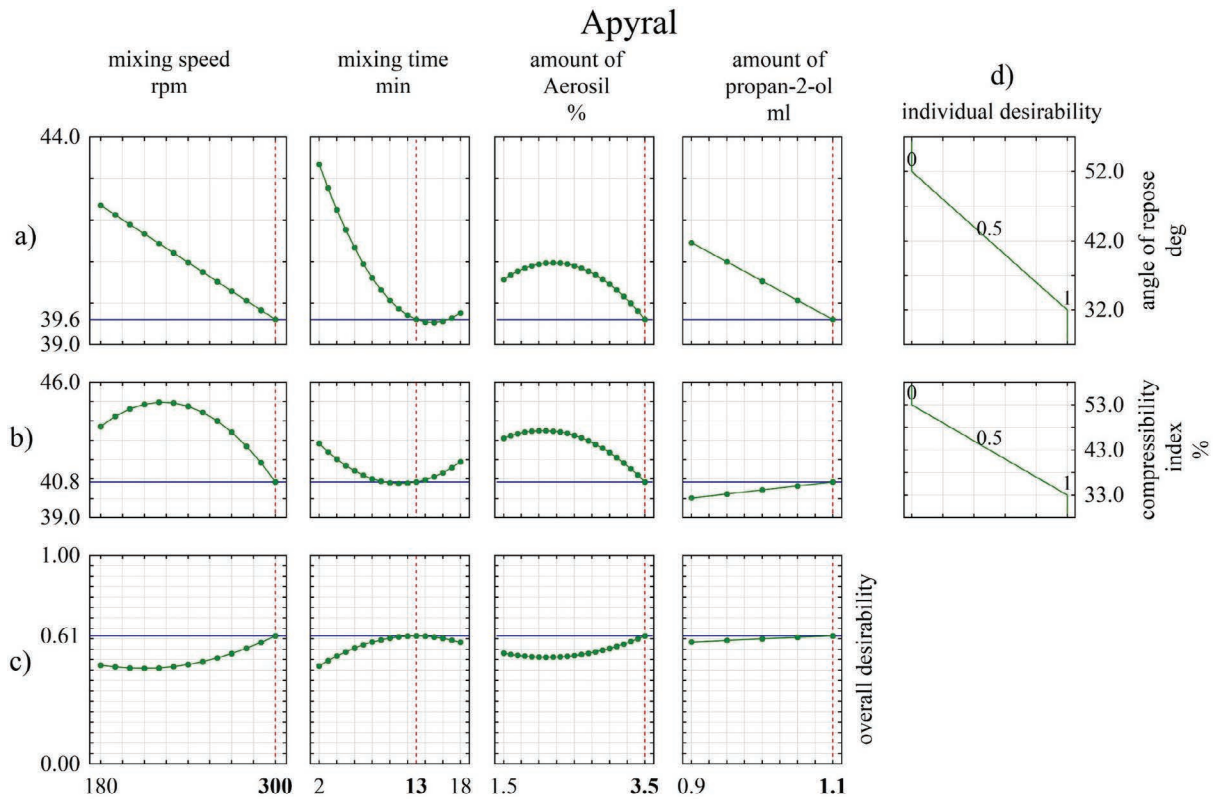 Apyral
mixing speed
rpm
mixing time
min
amount of
Aerosil
%
amount of
propan-2-ol
ml
d)
individual desirability
a)
44.0
39.6
39.0
0
0.5
1
52.0
42.0
32.0
angle of repose
deg
b)
46.0
40.8
39.0
0
0.5
1
53.0
43.0
33.0
compressibility
index
%
c)
1.00
0.61
0.00
overall desirability
180 300 2 13 18 1.5 3.5 0.9 1.1